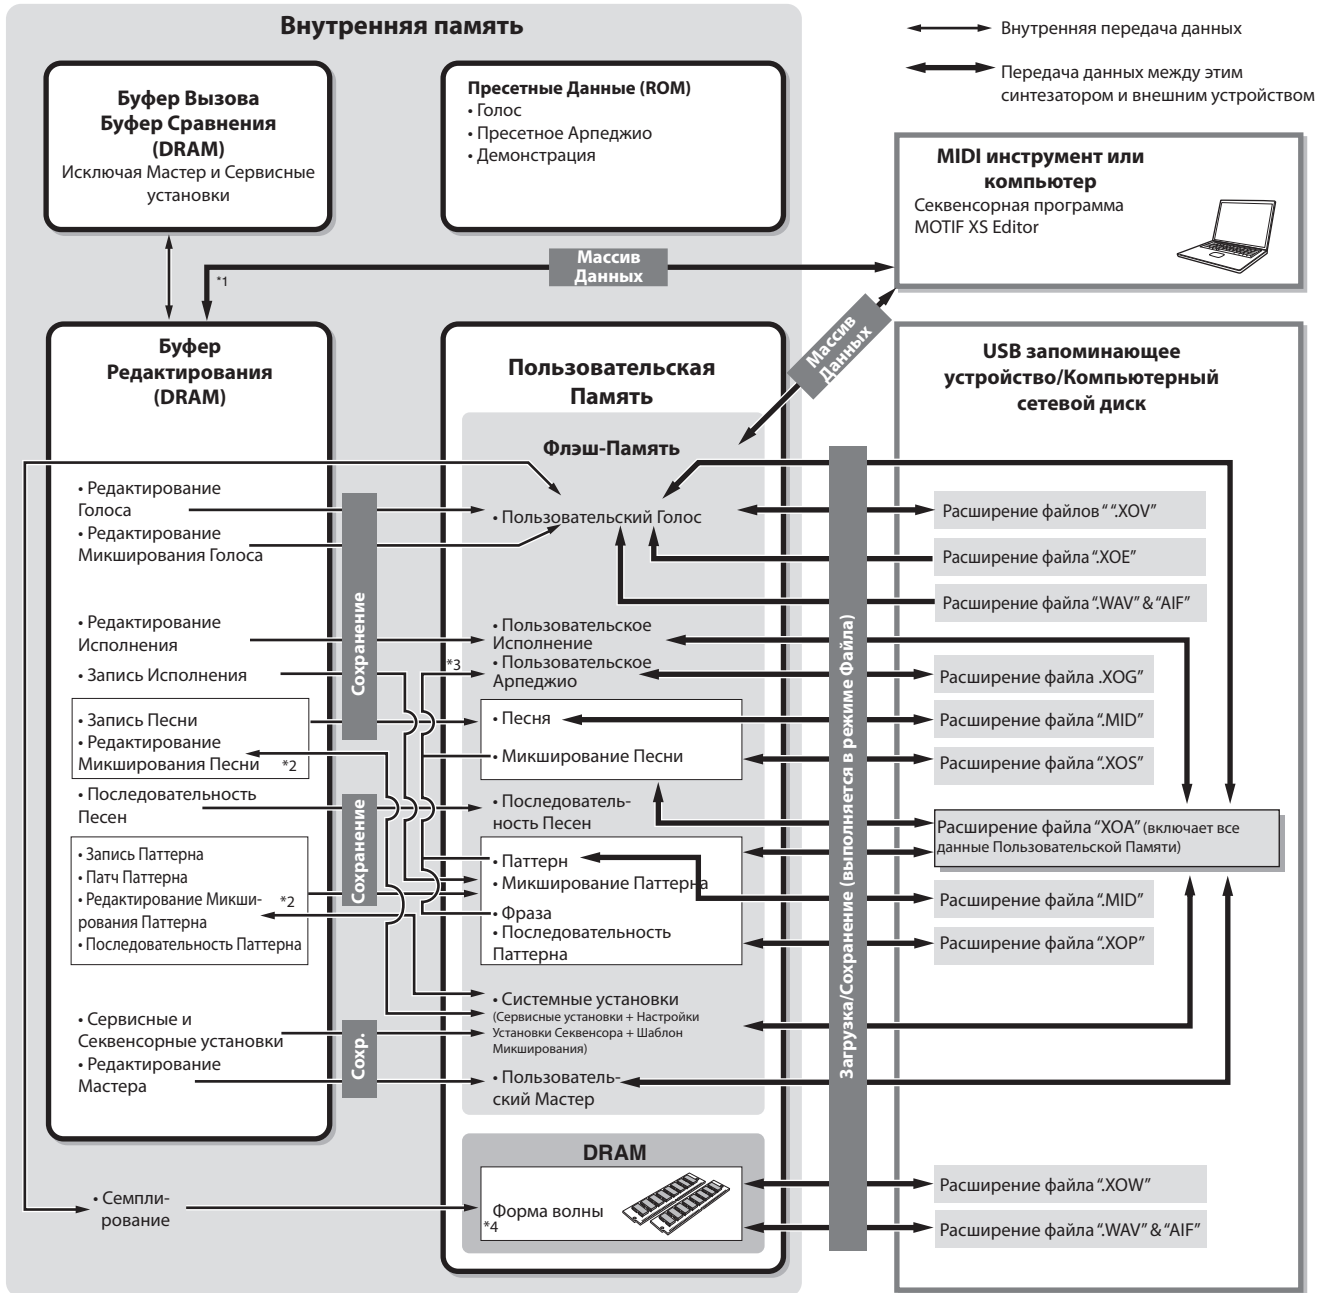 Внутренняя память
Внутренняя передача данных
Передача данных между этим
синтезатором и внешним устройством
Буфер Вызова
Буфер Сравнения
(DRAM)
Исключая Мастер и Сервисные
установки
Пресетные Данные (ROM)
• Голос
• Пресетное Арпеджио
• Демонстрация
MIDI инструмент или
компьютер
Секвенсорная программа
MOTIF XS Editor
*1
Массив
Данных
Массив
Данных
Буфер
Редактирования
(DRAM)
• Редактирование
Голоса
• Редактирование
Микширования Голоса
• Редактирование
Исполнения
• Запись Исполнения
• Запись Песни
• Редактирование
Микширования Песни *2
• Последовательность
Песен
• Запись Паттерна
• Патч Паттерна
• Редактирование Микши- *2
рования Паттерна
• Последовательность Паттерна
• Сервисные и
Секвенсорные установки
• Редактирование
Мастера
• Семпли-
рование
Сохранение
Сохранение
Сохр.
Пользовательская
Память
Флэш-Память
• Пользовательский Голос
• Пользовательское
Исполнение
*3
• Пользовательское
Арпеджио
• Песня
• Микширование Песни
• Последователь-
ность Песен
• Паттерн
• Микширование Паттерна
• Фраза
• Последовательность
Паттерна
• Системные установки
(Сервисные установки + Настройки
Установки Секвенсора + Шаблон
Микширования)
• Пользователь-
ский Мастер
DRAM
Форма волны
*4
Загрузка/Сохранение (выполняется в режиме Файла)
USB запоминающее
устройство/Компьютерный
сетевой диск
Расширение файлов " ".XOV"
Расширение файла ".XOE"
Расширение файла ".WAV" & "AIF"
Расширение файла .XOG"
Расширение файла ".MID"
Расширение файла ".XOS"
Расширение файла "XOA" (включает все
данные Пользовательской Памяти)
Расширение файла ".MID"
Расширение файла ".XOP"
Расширение файла ".XOW"
Расширение файла ".WAV" & "AIF"